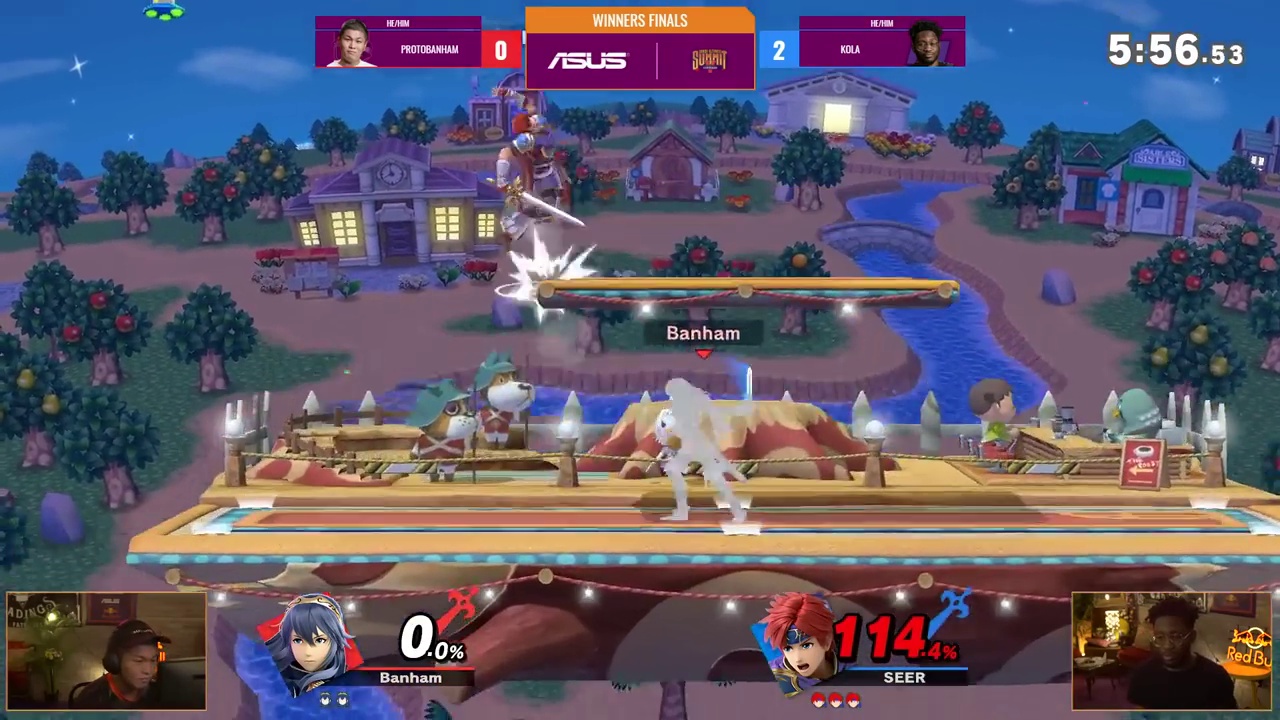 HE/HIM
PROTOBANHAM
0
WINNERS FINALS
ASUS
SUMMIT
2
HE/HIM
KOLA
5:56.53
SISTERS
Banham
0.0%
Banham
114.4%
SEER
Red Bu